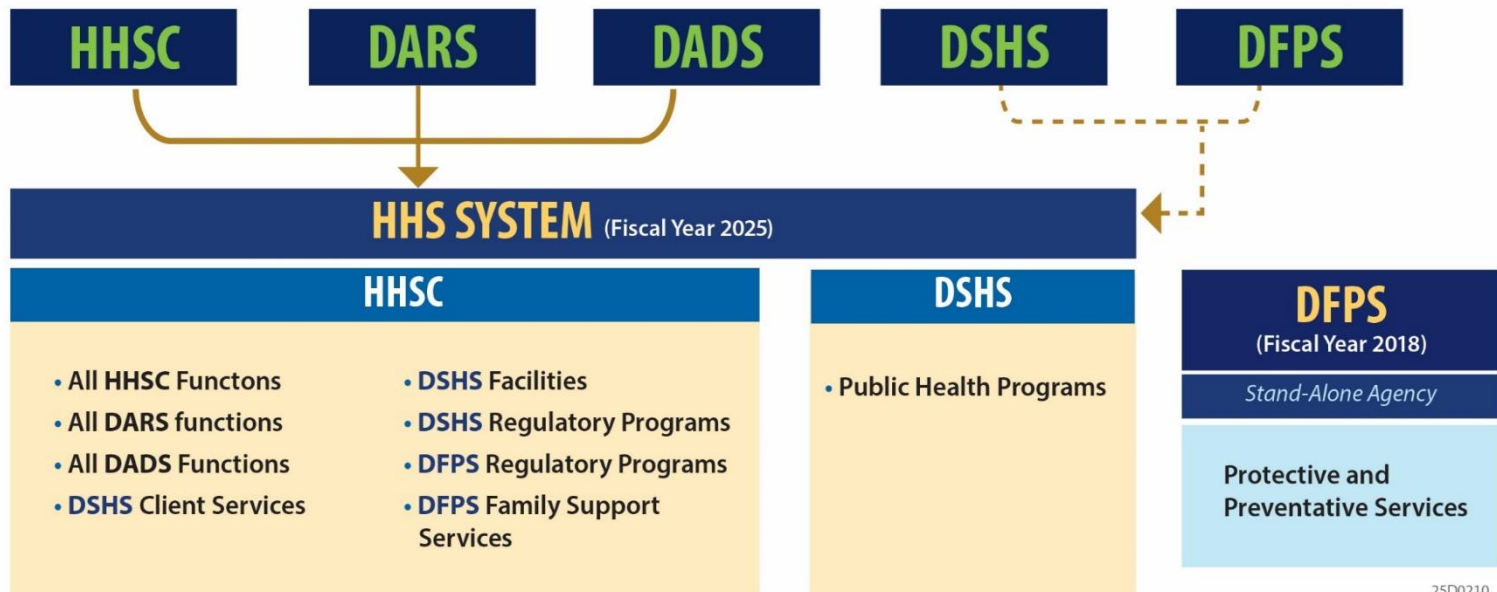 HHSC
DARS
DADS
DSHS
DFPS
HHS SYSTEM (Fiscal Year 2025)
HHSC
• All HHSC Functon​s
• All DARS functions
• All DADS Functions
• DSHS Client Services
• DSHS Facilities
• DSHS Regulatory Programs
• DFPS Regulatory Programs
• DFPS Family Support
Services
DSHS
• Public Health Programs
DFPS
(Fiscal Year 2018)
Stand-Alone Agency
Protective and
Preventative Services
25D0210